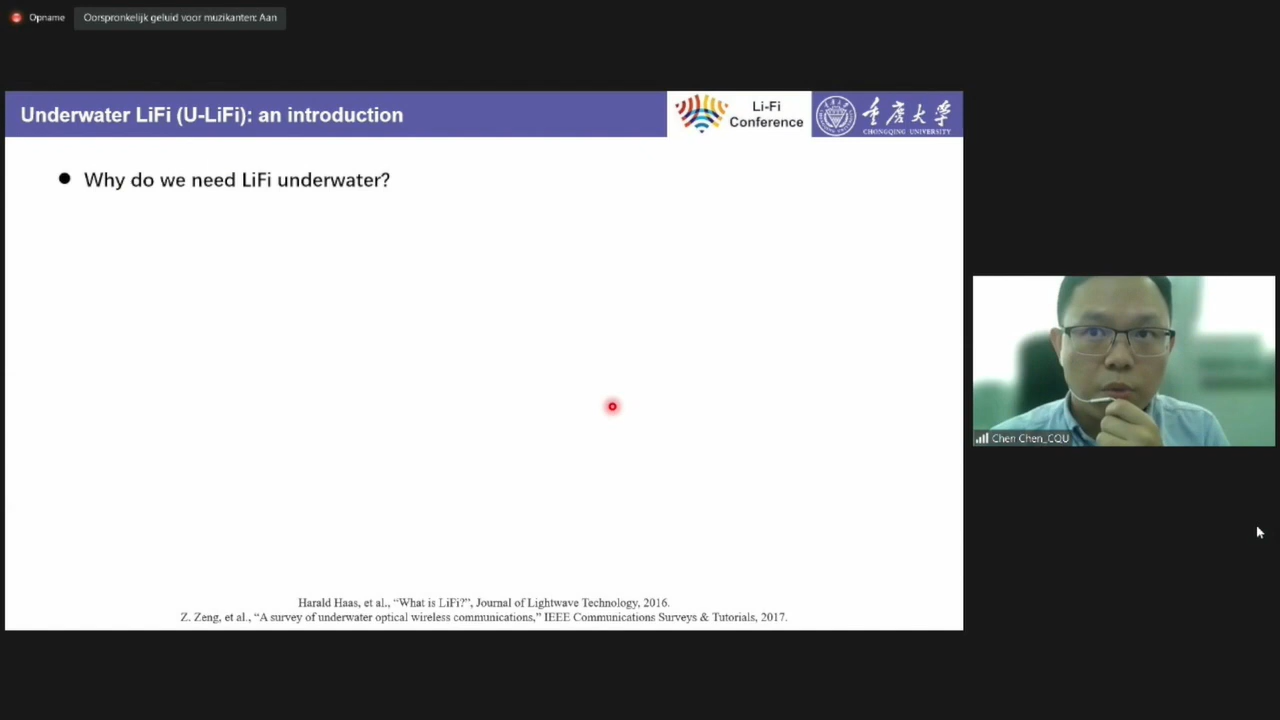 Opname
Oorspronkelijk geluid voor muzikanten: Aan
Underwater LiFi (U-LiFi): an introduction
Li-Fi
Conference
重庆大学
CHONGQING UNIVERSITY
● Why do we need LiFi underwater?
Chen Chen_CQU
Harald Haas, et al., “What is LiFi?”, Journal of Lightwave Technology, 2016.
Z. Zeng, et al., “A survey of underwater optical wireless communications,” IEEE Communications Surveys & Tutorials, 2017.